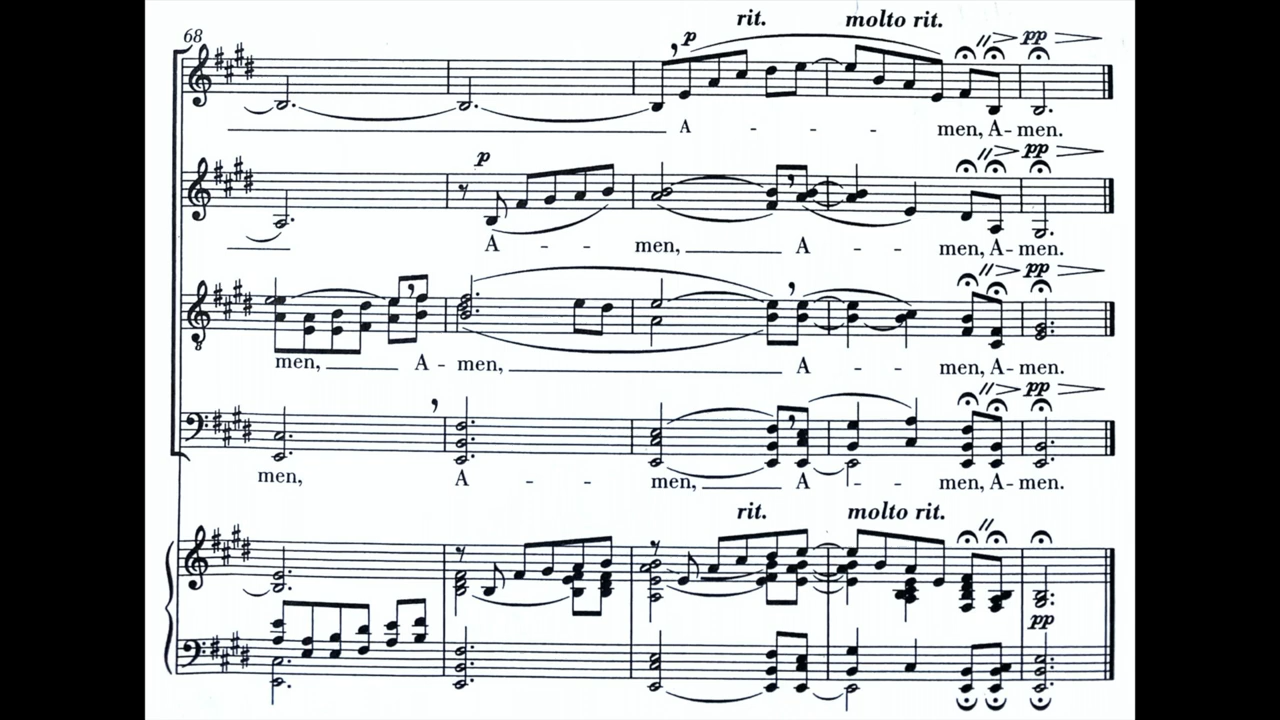 rit. molto rit.
68 p pp
A - - - men, A - men.
p pp
A - - men, A - - men, A - men.
pp
men, A - men, A - - men, A - men.
8
pp
men, A - - men, A - - men, A - men.
rit. molto rit.
pp